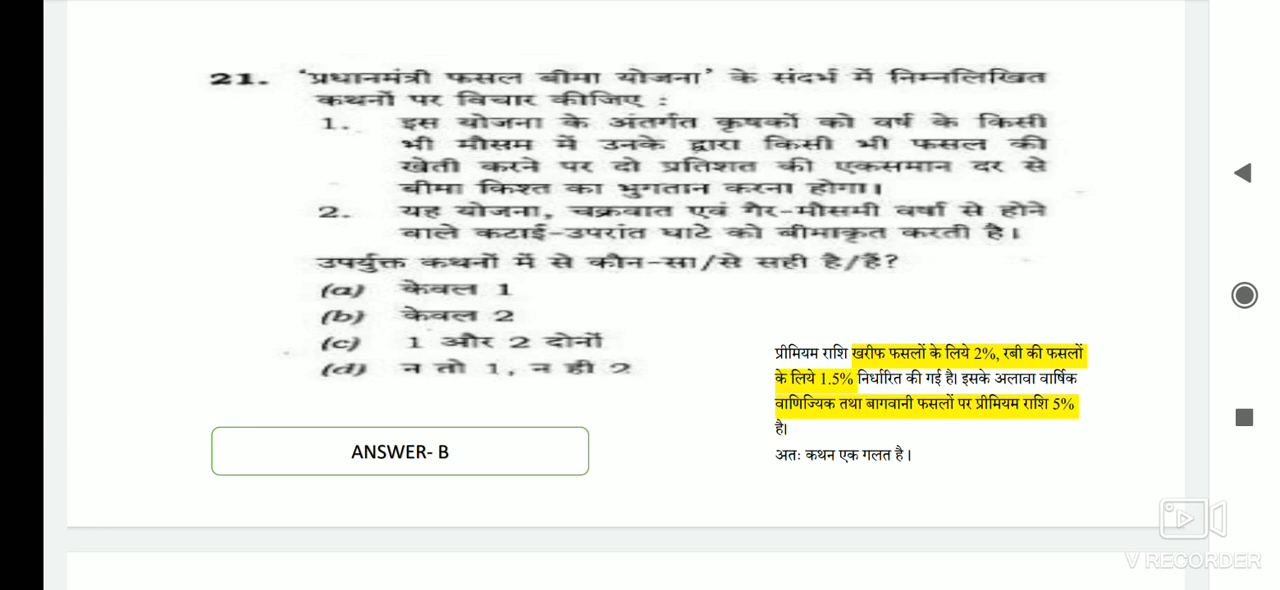 21. 'प्रधानमंत्री फसल बीमा योजना' के संदर्भ में निम्नलिखित
कथनों पर विचार कीजिए :
1. इस योजना के अंतर्गत कृषकों को वर्ष के किसी
भी मौसम में उनके द्वारा किसी भी फसल की
खेती करने पर दो प्रतिशत की एकसमान दर से
बीमा किश्त का भुगतान करना होगा।
2. यह योजना, चक्रवात एवं गैर-मौसमी वर्षा से होने
वाले कटाई-उपरांत घाटे को बीमाकृत करती है।
उपर्युक्त कथनों में से कौन-सा/से सही है/हैं?
(a) केवल 1
(b) केवल 2
(c) 1 और 2 दोनों
(d) न तो 1, न ही 2
ANSWER- B
प्रीमियम राशि खरीफ फसलों के लिये 2%, रबी की फसलों
के लिये 1.5% निर्धारित की गई है। इसके अलावा वार्षिक
वाणिज्यिक तथा बागवानी फसलों पर प्रीमियम राशि 5%
है।
अतः कथन एक गलत है ।
V RECORDER